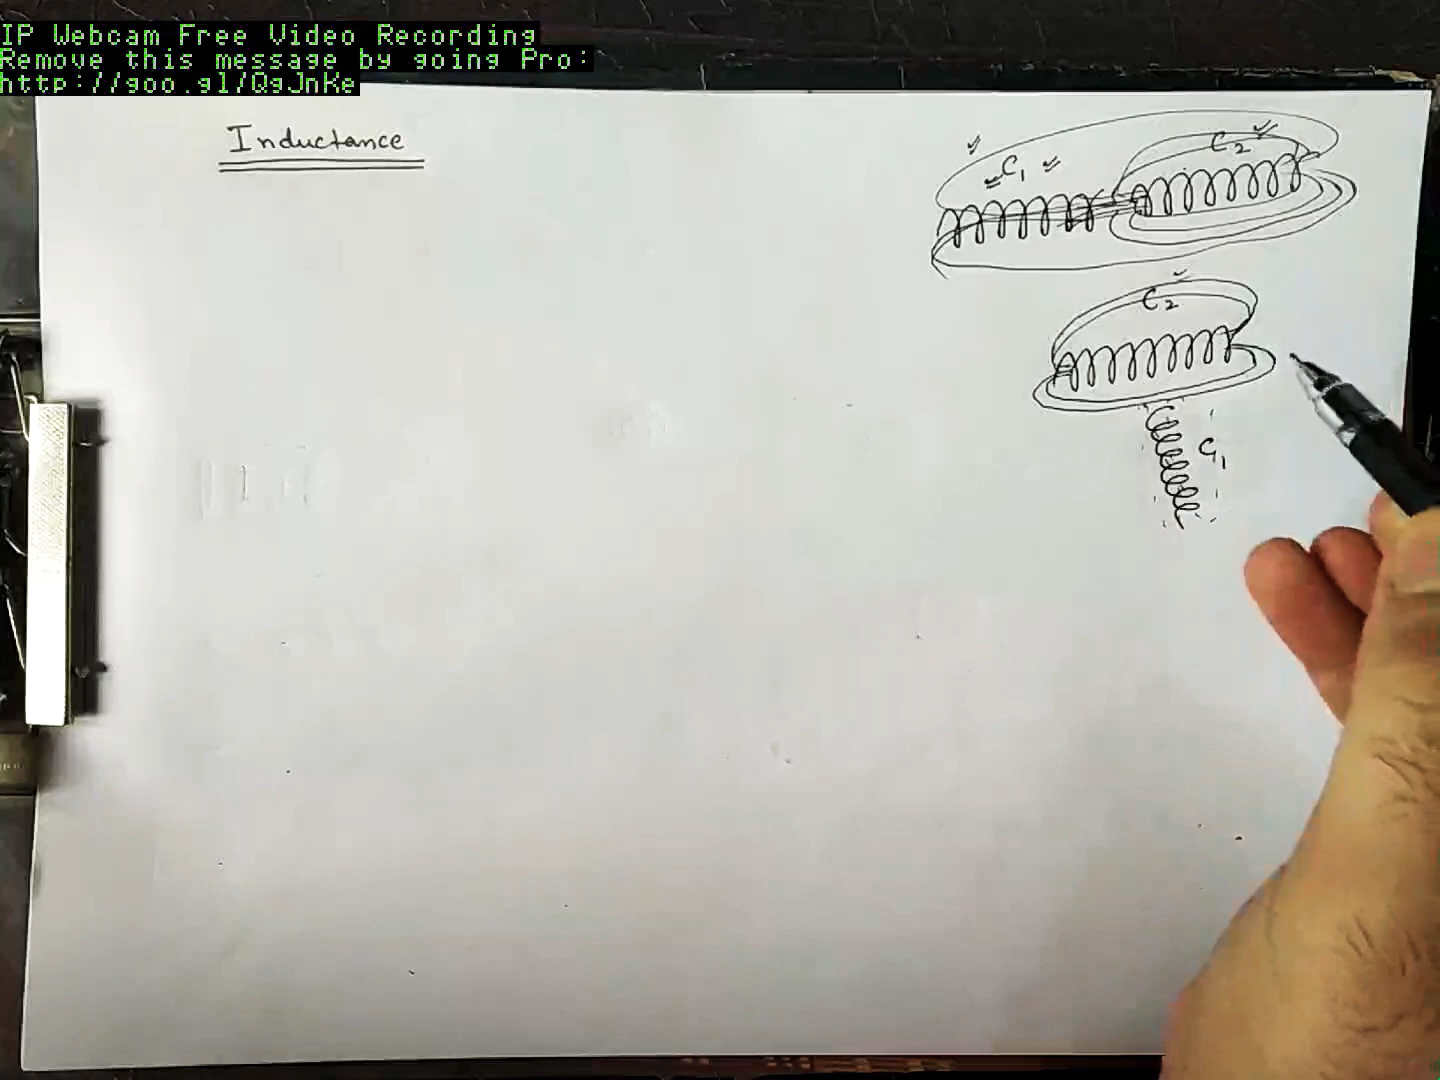 IP Webcam Free Video Recording
Remove this message by going Pro:
http://goo.gl/QgJnKe
Inductance
C1
C2
C2
C1